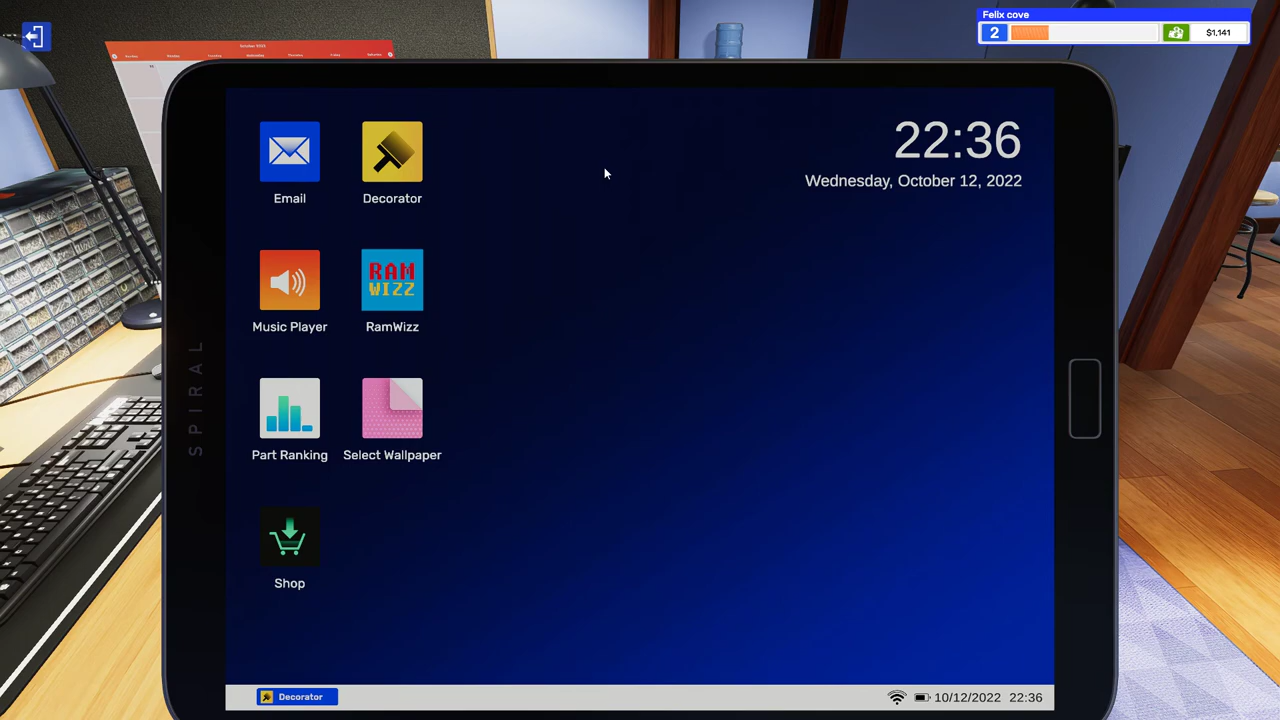 Felix cove
2
$1,141
22:36
Wednesday, October 12, 2022
Email
Decorator
RAM
WIZZ
Music Player
RamWizz
Part Ranking
Select Wallpaper
Shop
SPIRAL
Decorator
10/12/2022 22:36